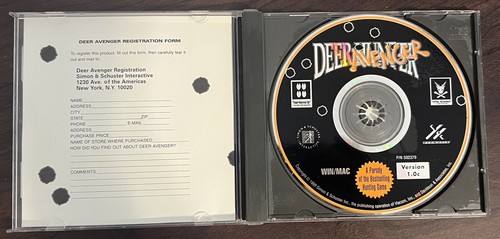 DEER AVENGER REGISTRATION FORM
To register this product, fill out this form, then carefully tear it
out and mail to:
Deer Avenger Registration
Simon & Schuster Interactive
1230 Ave. of the Americas
New York, N.Y. 10020
NAME
ADDRESS
CITY
STATE ZIP
PHONE E-MAIL
ADDRESS
PURCHASE PRICE
NAME OF STORE WHERE PURCHASED
HOW DID YOU FIND OUT ABOUT DEER AVENGER?
COMMENTS
DEER HUNTER
AVENGER
WIN/MAC
A Parody
of the Bestselling
Hunting Game
P/N S02379
Version
1.0c